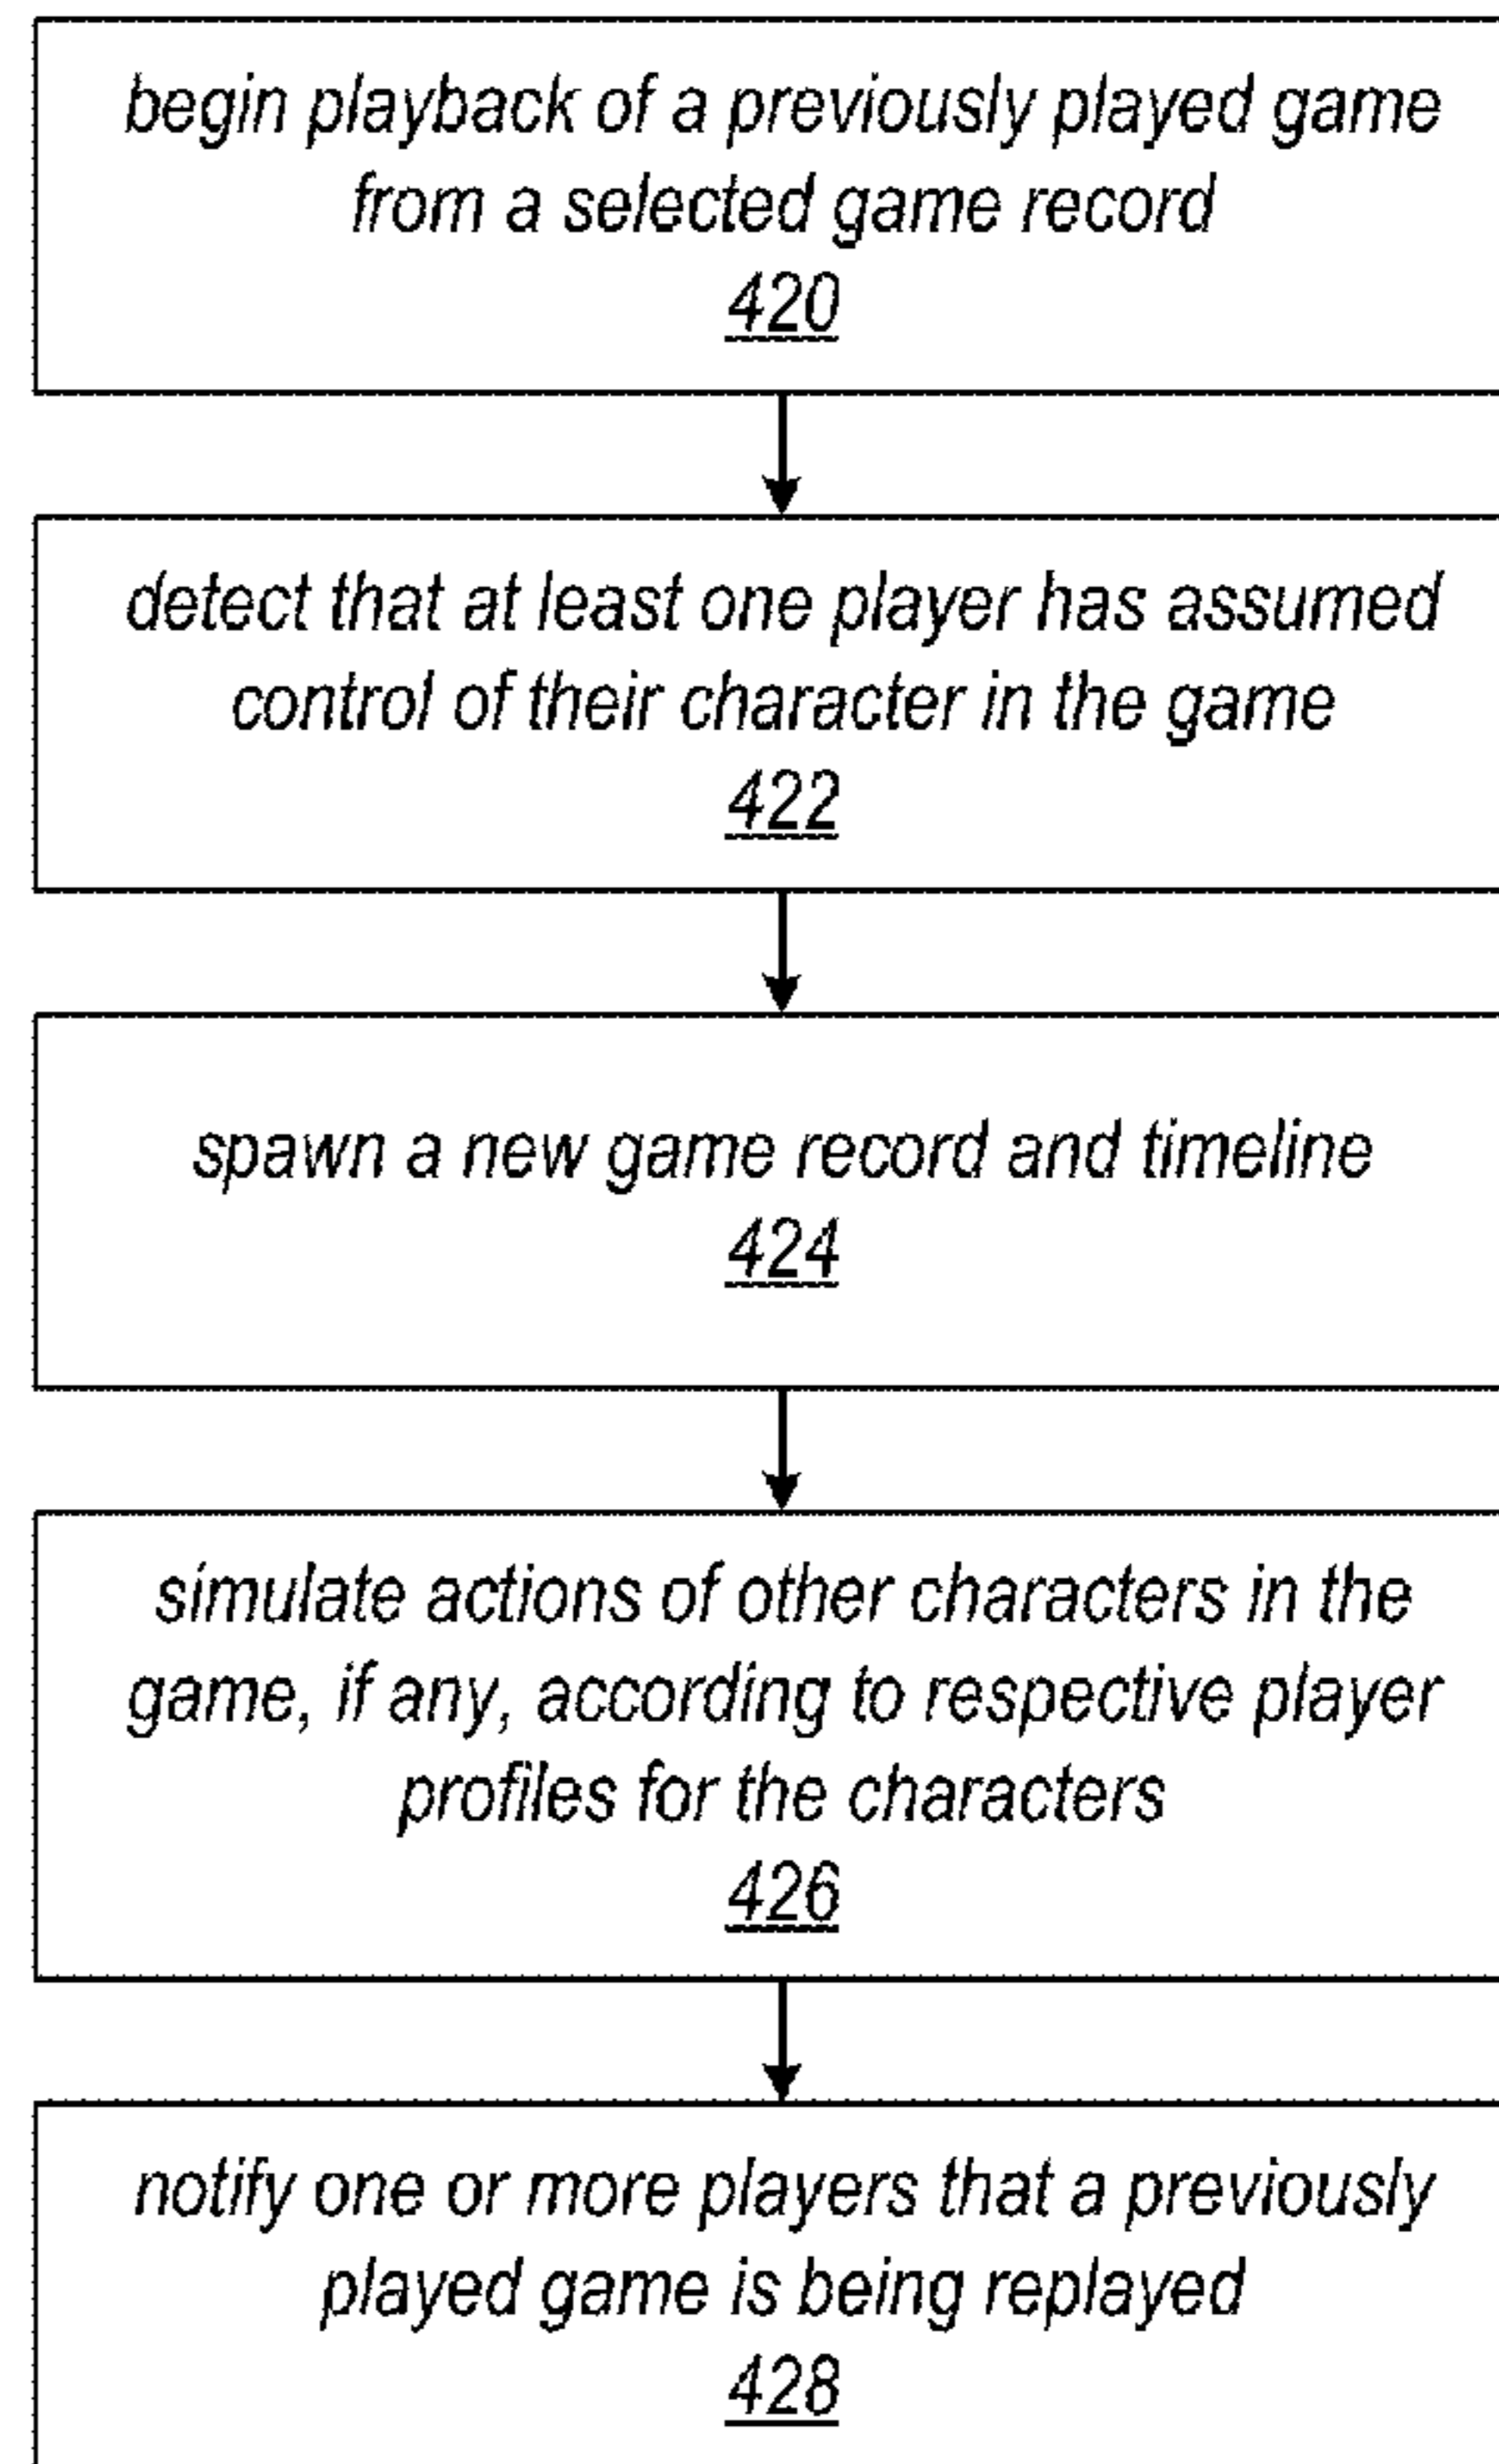 begin playback of a previously played game
from a selected game record
420
detect that at least one player has assumed
control of their character in the game
422
spawn a new game record and timeline
424
simulate actions of other characters in the
game, if any, according to respective player
profiles for the characters
426
notify one or more players that a previously
played game is being replayed
428